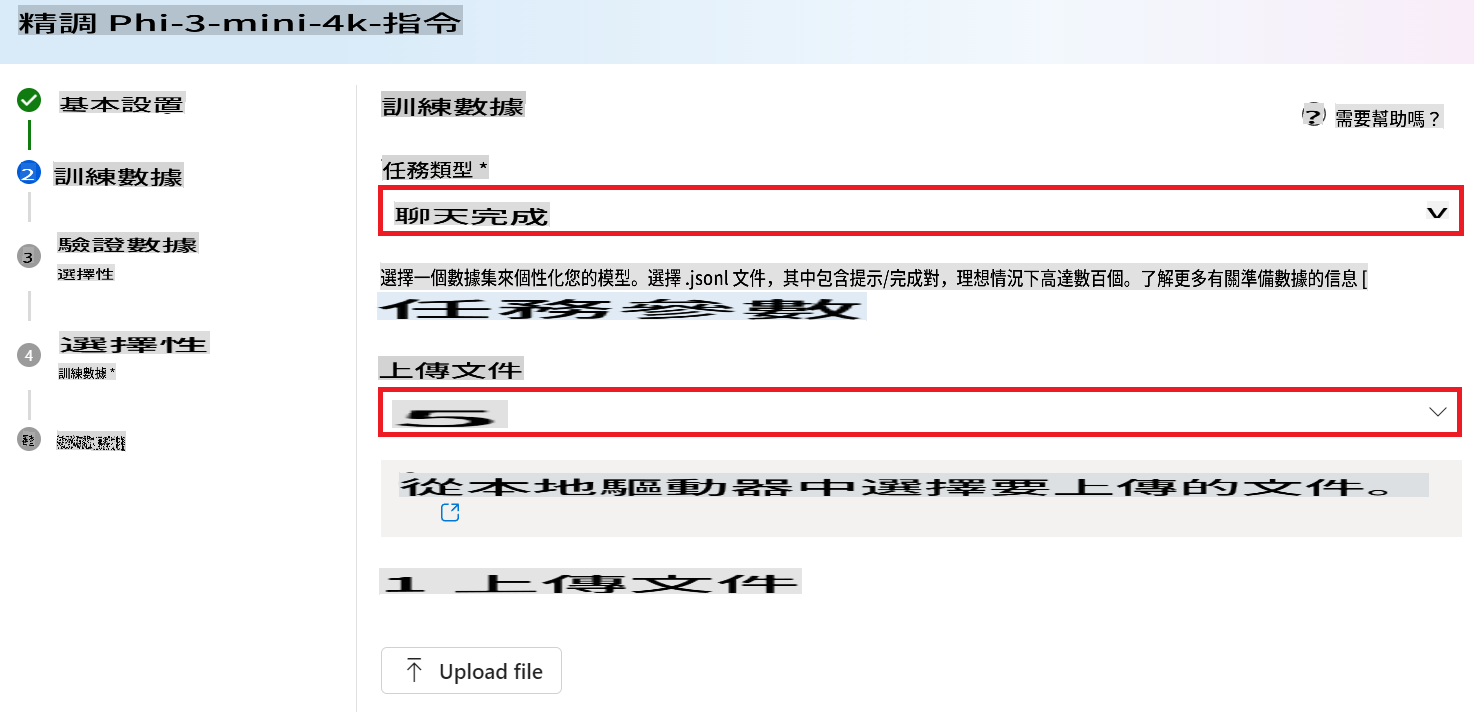 精調 Phi-3-mini-4k-指令
基本設置
2 訓練數據
3 驗證數據
選擇性
4 選擇性
訓練數據 *
訓練數據
? 需要幫助嗎？
任務類型 *
聊天完成
選擇一個數據集來個性化您的模型。選擇 .jsonl 文件，其中包含提示/完成對，理想情況下高達數百個。了解更多有關準備數據的信息 [
任務參數
上傳文件
5
從本地驅動器中選擇要上傳的文件。
1 上傳文件
Upload file